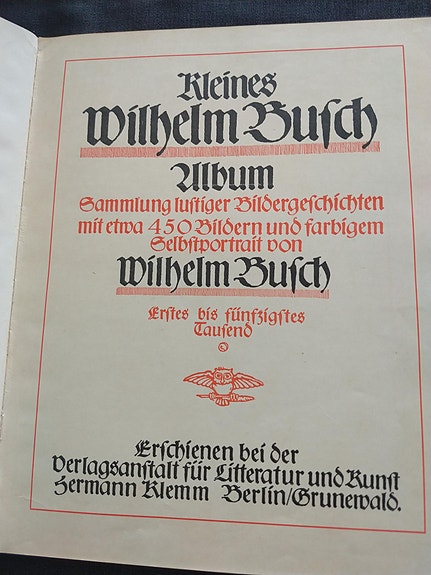 Kleines
Wilhelm Buſch
Album
Sammlung luſtiger Bildergeſchichten
mit etwa 450 Bildern und farbigem
Selbſtportrait von
Wilhelm Buſch
Erſtes bis fünfzigſtes
Tauſend
Erſchienen bei der
Verlagsanſtalt für Litteratur und Kunſt
Hermann Klemm Berlin/Grunewald.